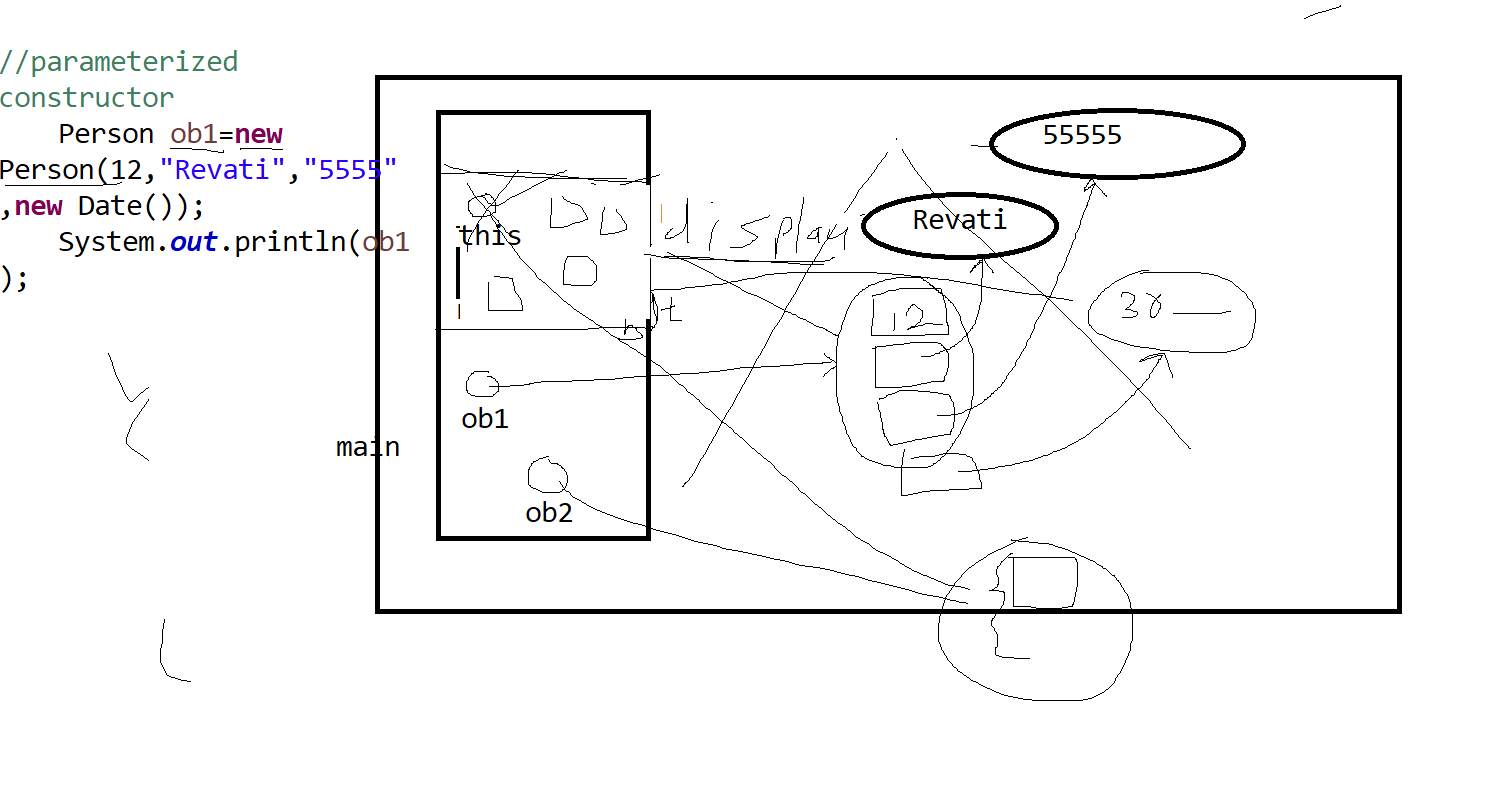 //parameterized
constructor
Person ob1=new
Person(12,"Revati","5555"
,new Date());
System.out.println(ob1
);
55555
Revati
display
this
12
ob1
main
ob2